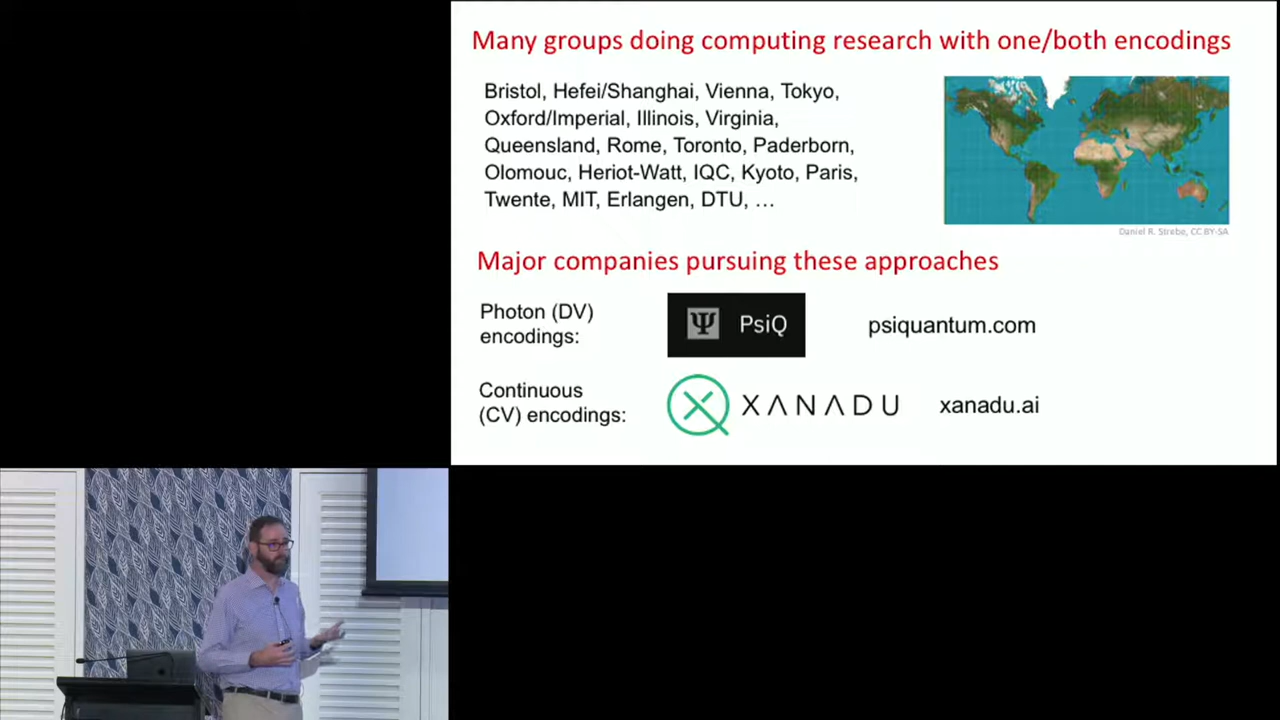 Many groups doing computing research with one/both encodings
Bristol, Hefei/Shanghai, Vienna, Tokyo,
Oxford/Imperial, Illinois, Virginia,
Queensland, Rome, Toronto, Paderborn,
Olomouc, Heriot-Watt, IQC, Kyoto, Paris,
Twente, MIT, Erlangen, DTU, …
Daniel R. Strebe, CC BY-SA
Major companies pursuing these approaches
Photon (DV)
encodings:
Ψ PsiQ
psiquantum.com
Continuous
(CV) encodings:
XANADU
xanadu.ai